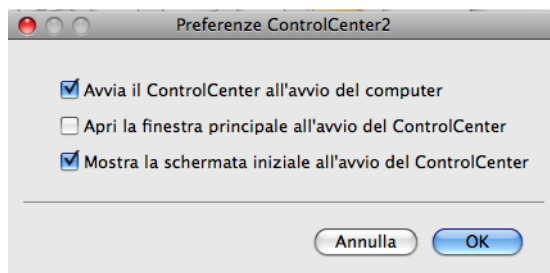 Preferenze ControlCenter2
Avvia il ControlCenter all'avvio del computer
Apri la finestra principale all'avvio del ControlCenter
Mostra la schermata iniziale all'avvio del ControlCenter
Annulla
OK